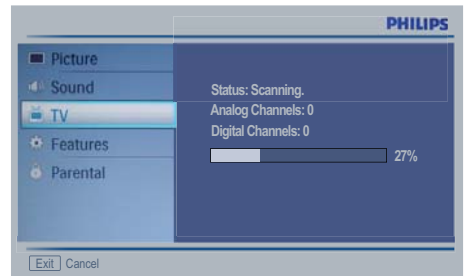 PHILIPS
Picture
Sound
TV
Features
Parental
Status: Scanning.
Analog Channels: 0
Digital Channels: 0
27%
Exit Cancel